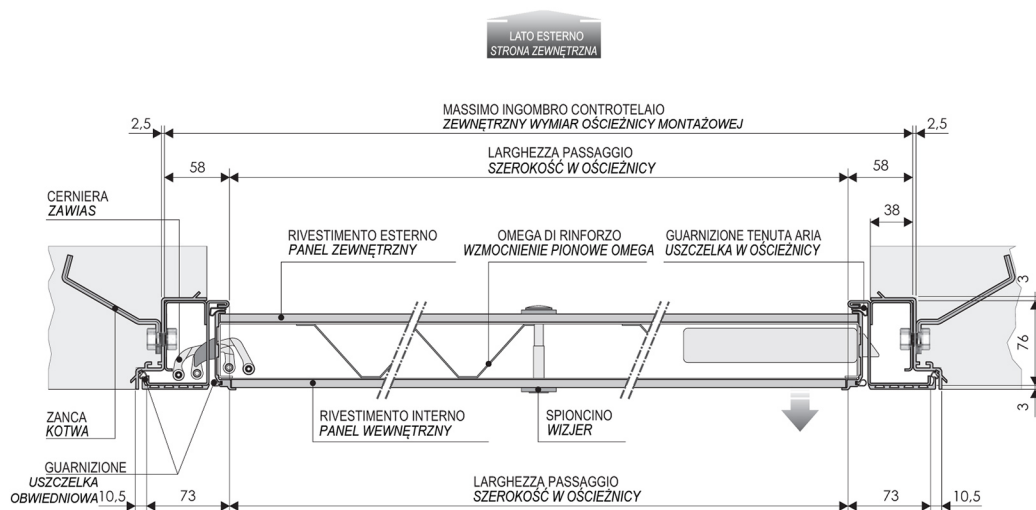 LATO ESTERNO
STRONA ZEWNĘTRZNA
MASSIMO INGOMBRO CONTROTELAIO
ZEWNĘTRZNY WYMIAR OŚCIEŻNICY MONTAŻOWEJ
2,5
2,5
LARGHEZZA PASSAGGIO
SZEROKOŚĆ W OŚCIEŻNICY
58
58
CERNIERA
ZAWIAS
38
RIVESTIMENTO ESTERNO
PANEL ZEWNĘTRZNY
OMEGA DI RINFORZO
WZMOCNIENIE PIONOWE OMEGA
GUARNIZIONE TENUTA ARIA
USZCZELKA W OŚCIEŻNICY
3
76
3
ZANCA
KOTWA
RIVESTIMENTO INTERNO
PANEL WEWNĘTRZNY
SPIONCINO
WIZJER
GUARNIZIONE
USZCZELKA
OBWIEDNIOWA
10,5
73
LARGHEZZA PASSAGGIO
SZEROKOŚĆ W OŚCIEŻNICY
73
10,5